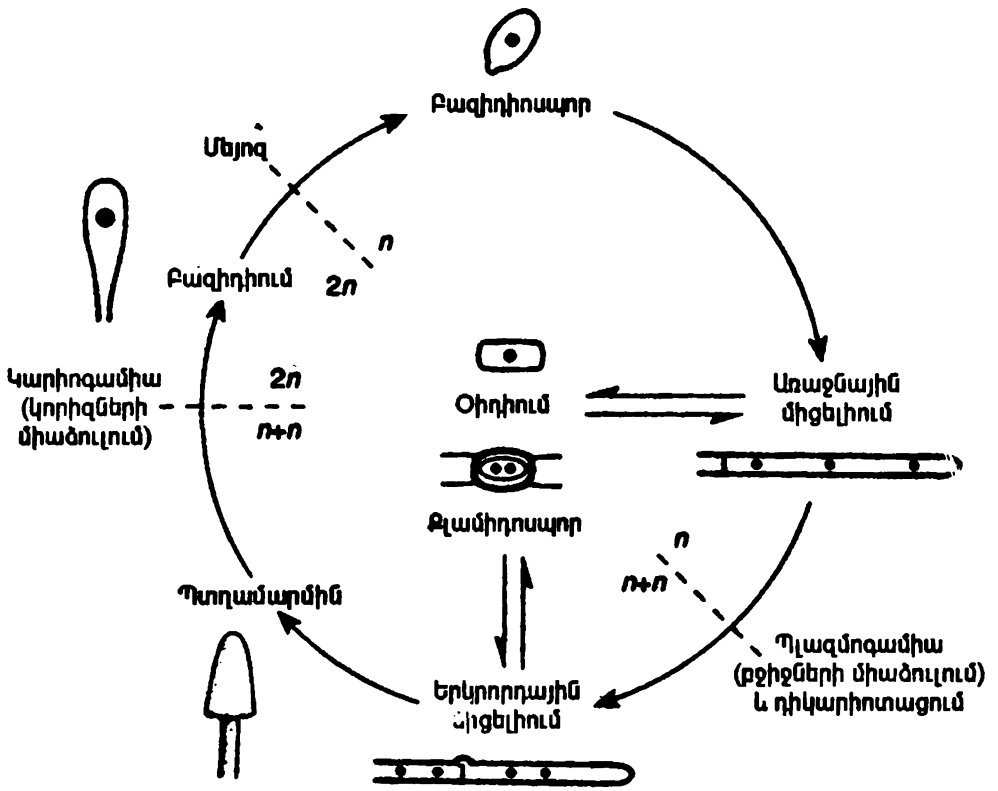 Բազիդիոսպոր
Մեյոզ
n
2n
Բազիդիում
Կարիոգամիա
(կորիզների
միաձուլում)
2n
n+n
Օիդիում
Առաջնային
միցելիում
Քլամիդոսպոր
n
n+n
Պտղամարմին
Պլազմոգամիա
(բջիջների միաձուլում)
և դիկարիոտացում
Երկրորդային
միցելիում